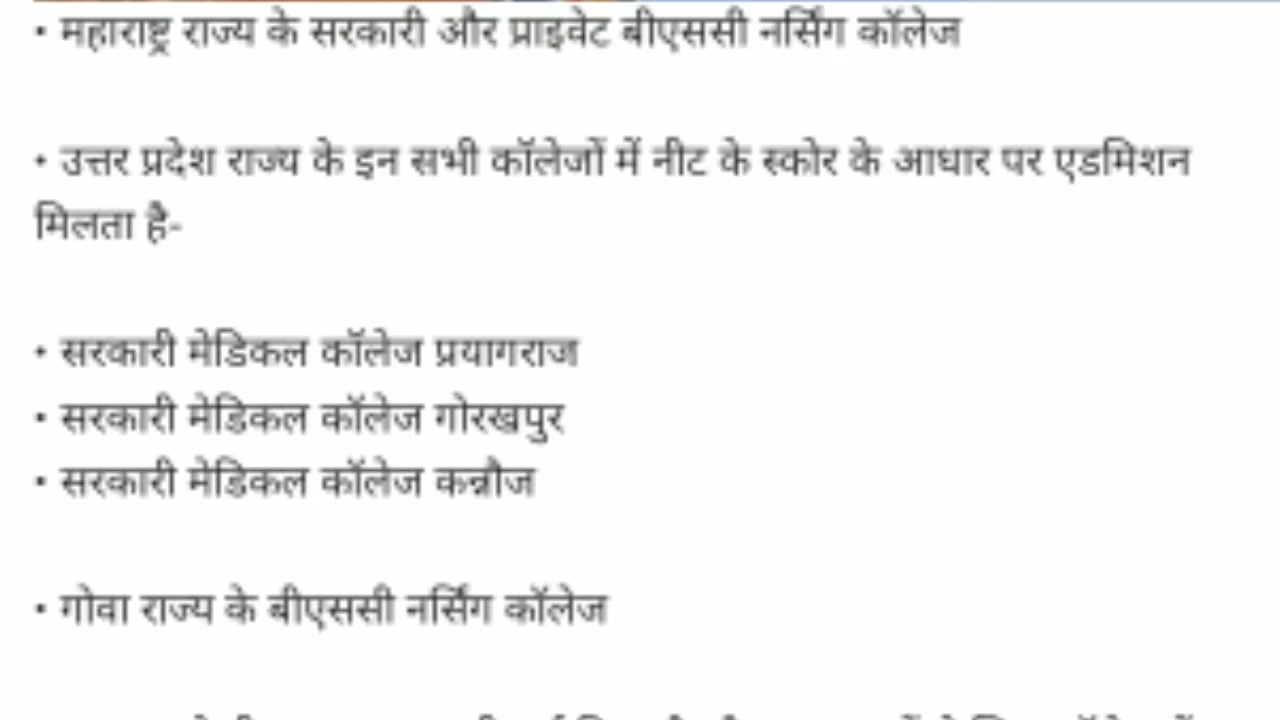 • महाराष्ट्र राज्य के सरकारी और प्राइवेट बीएससी नर्सिंग कॉलेज
• उत्तर प्रदेश राज्य के इन सभी कॉलेजों में नीट के स्कोर के आधार पर एडमिशन
मिलता है-
• सरकारी मेडिकल कॉलेज प्रयागराज
• सरकारी मेडिकल कॉलेज गोरखपुर
• सरकारी मेडिकल कॉलेज कन्नौज
• गोवा राज्य के बीएससी नर्सिंग कॉलेज